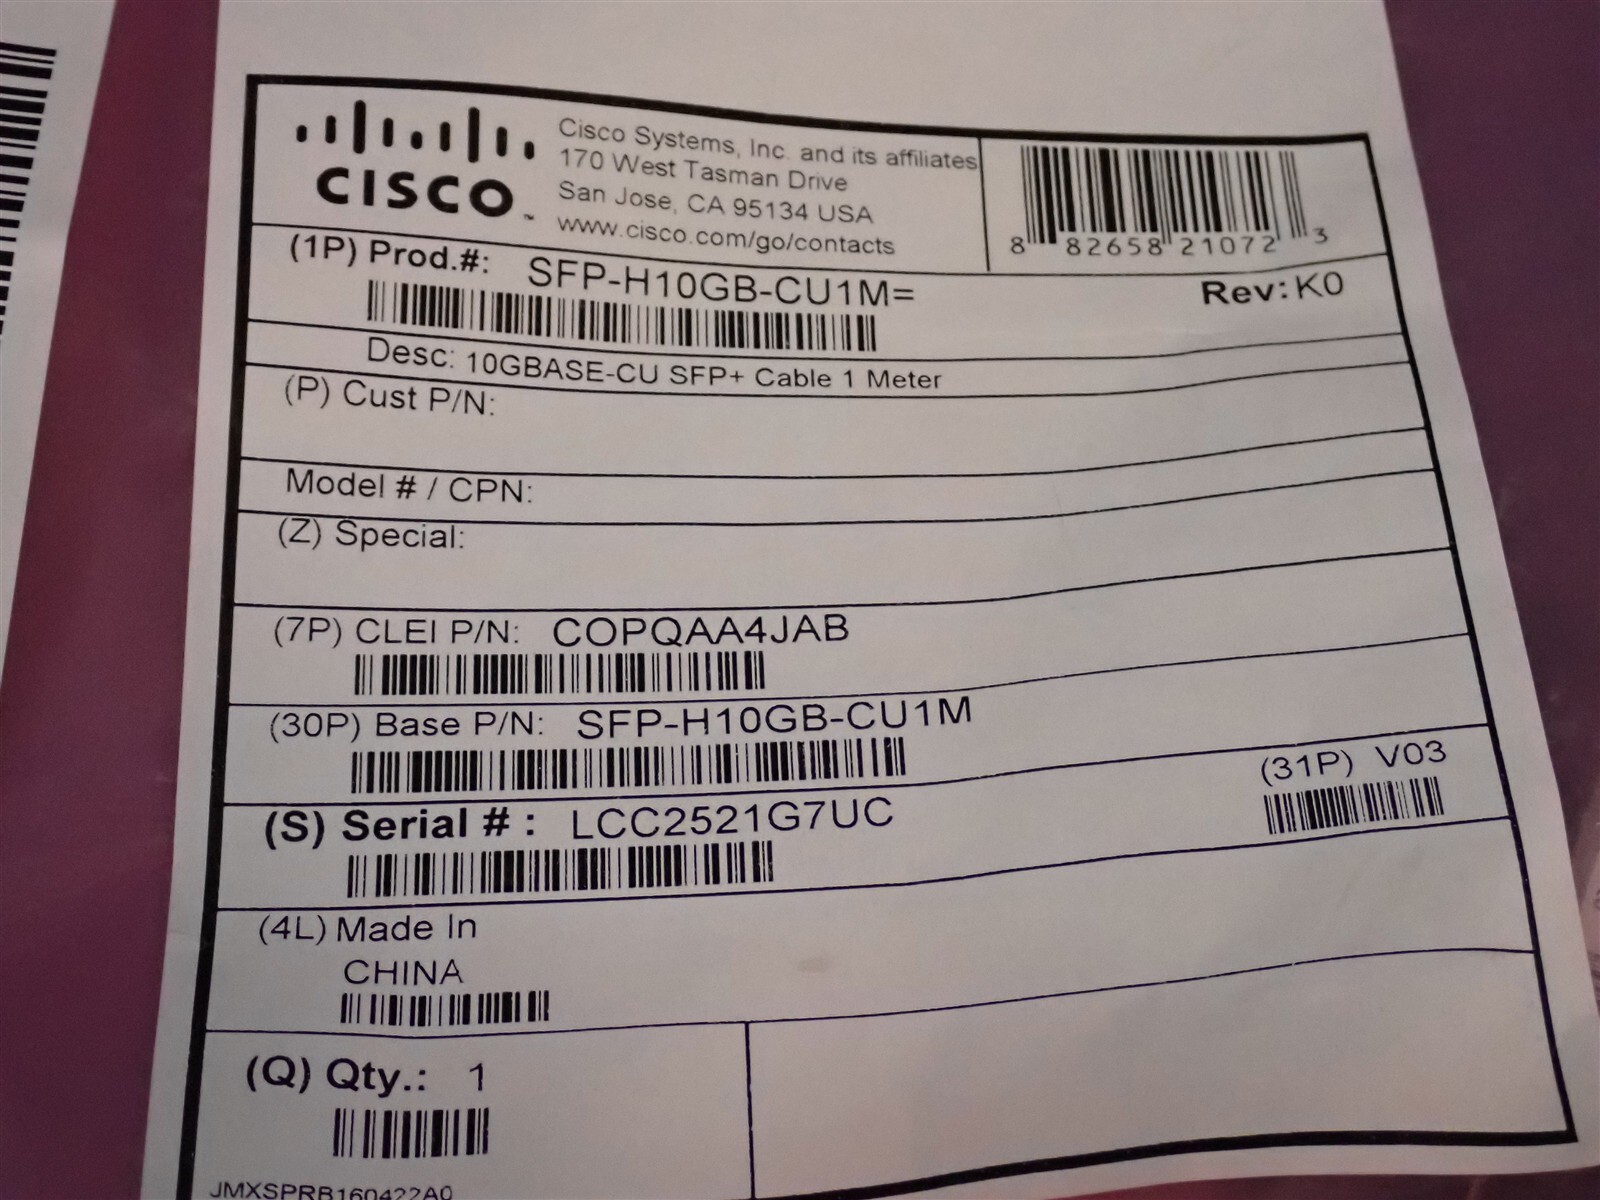 CISCO™
Cisco Systems, Inc. and its affiliates
170 West Tasman Drive
San Jose, CA 95134 USA
www.cisco.com/go/contacts
8 82658 21072 3
(1P) Prod.#: SFP-H10GB-CU1M=
Rev: K0
Desc: 10GBASE-CU SFP+ Cable 1 Meter
(P) Cust P/N:
Model # / CPN:
(Z) Special:
(7P) CLEI P/N: COPQAA4JAB
(30P) Base P/N: SFP-H10GB-CU1M
(31P) V03
(S) Serial # : LCC2521G7UC
(4L) Made In
CHINA
(Q) Qty.: 1
JMXSPRB160422A0